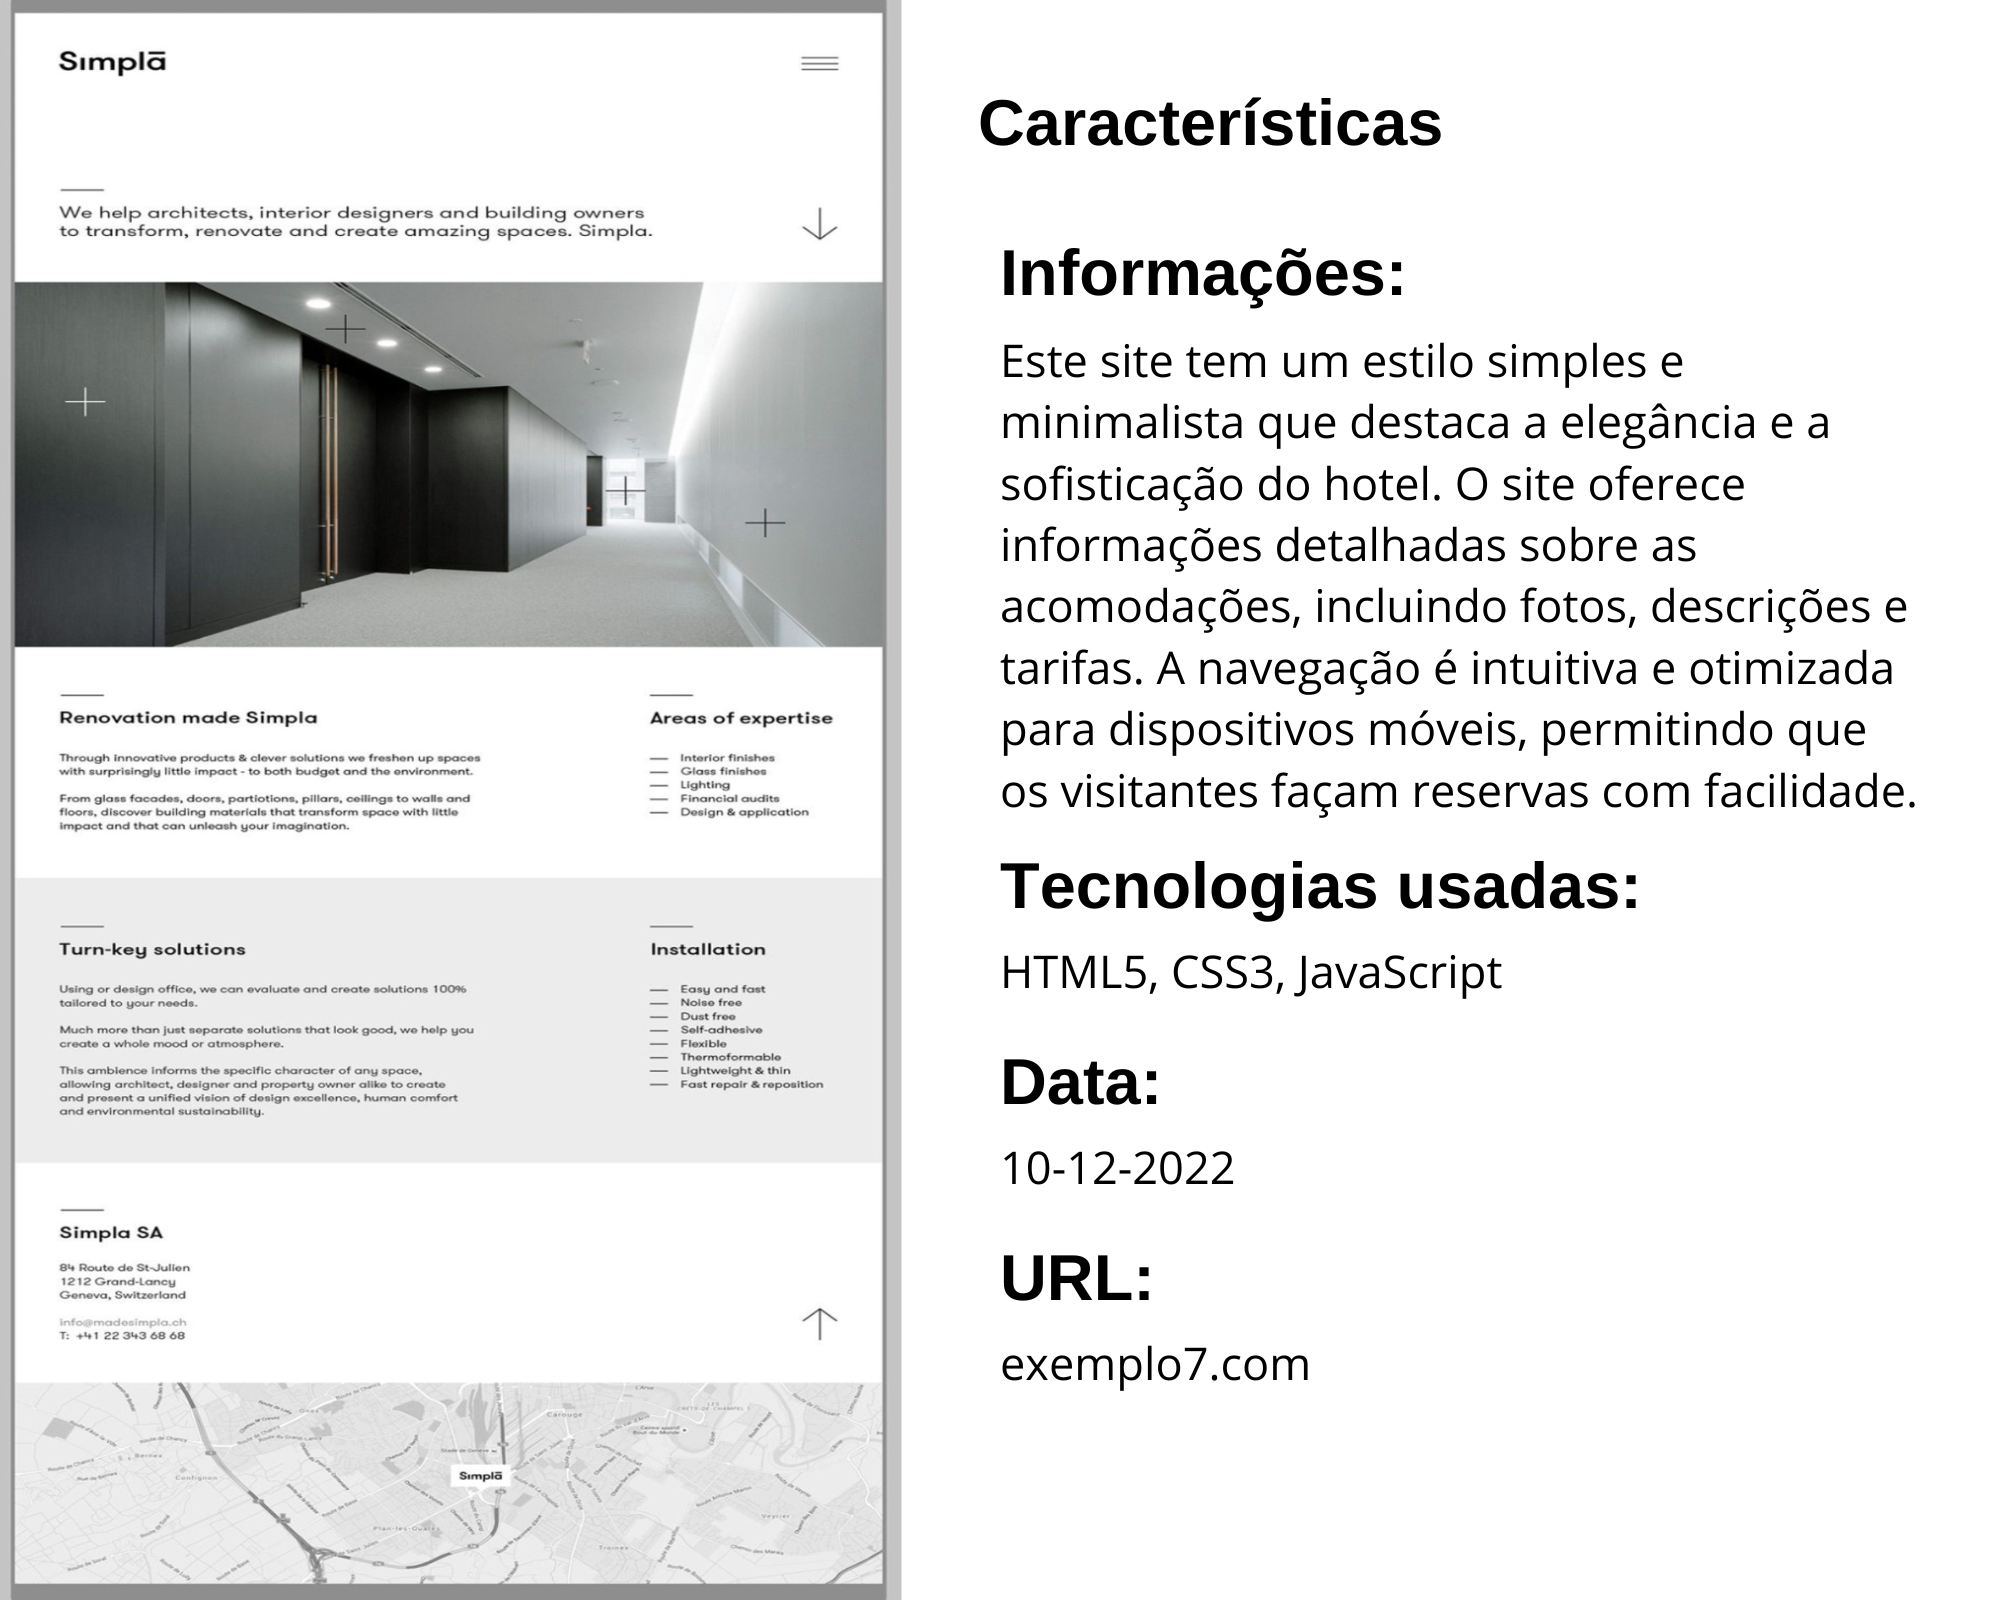 Simplā
We help architects, interior designers and building owners
to transform, renovate and create amazing spaces. Simpla.
Renovation made Simpla
Through innovative products & clever solutions we freshen up spaces
with surprisingly little impact - to both budget and the environment.
From glass facades, doors, partiotions, pillars, ceilings to walls and
floors, discover building materials that transform space with little
impact and that can unleash your imagination.
Areas of expertise
Interior finishes
Glass finishes
Lighting
Financial audits
Design & application
Turn-key solutions
Using or design office, we can evaluate and create solutions 100%
tailored to your needs.
Much more than just separate solutions that look good, we help you
create a whole mood or atmosphere.
This ambience informs the specific character of any space,
allowing architect, designer and property owner alike to create
and present a unified vision of design excellence, human comfort
and environmental sustainability.
Installation
Easy and fast
Noise free
Dust free
Self-adhesive
Flexible
Thermoformable
Lightweight & thin
Fast repair & reposition
Simpla SA
84 Route de St-Julien
1212 Grand-Lancy
Geneva, Switzerland
info@madesimpla.ch
T: +41 22 343 68 68
Carouge
Bernex
Confignon
Simplā
Plan-les-Ouates
Veyrier
Troinex
Características
Informações:
Este site tem um estilo simples e
minimalista que destaca a elegância e a
sofisticação do hotel. O site oferece
informações detalhadas sobre as
acomodações, incluindo fotos, descrições e
tarifas. A navegação é intuitiva e otimizada
para dispositivos móveis, permitindo que
os visitantes façam reservas com facilidade.
Tecnologias usadas:
HTML5, CSS3, JavaScript
Data:
10-12-2022
URL:
exemplo7.com